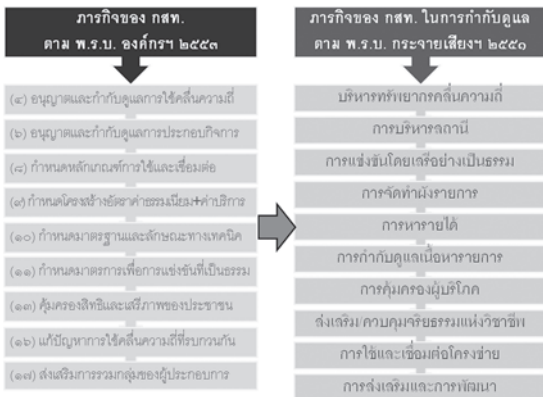 ภารกิจของ กสท.
ตาม พ.ร.บ. องค์กรฯ ๒๕๕๓
(๔) อนุญาตและกำกับดูแลการใช้คลื่นความถี่
(๖) อนุญาตและกำกับดูแลการประกอบกิจการ
(๘) กำหนดหลักเกณฑ์การใช้และเชื่อมต่อ
(๙) กำหนดโครงสร้างอัตราค่าธรรมเนียม+ค่าบริการ
(๑๐) กำหนดมาตรฐานและลักษณะทางเทคนิค
(๑๑) กำหนดมาตรการเพื่อการแข่งขันที่เป็นธรรม
(๑๓) คุ้มครองสิทธิและเสรีภาพของประชาชน
(๑๖) แก้ปัญหาการใช้คลื่นความถี่ที่รบกวนกัน
(๑๗) ส่งเสริมการรวมกลุ่มของผู้ประกอบการ
ภารกิจของ กสท. ในการกำกับดูแล
ตาม พ.ร.บ. กระจายเสียงฯ ๒๕๕๑
บริหารทรัพยากรคลื่นความถี่
การบริหารสถานี
การแข่งขันโดยเสรีอย่างเป็นธรรม
การจัดทำผังรายการ
การหารายได้
การกำกับดูแลเนื้อหารายการ
การคุ้มครองผู้บริโภค
ส่งเสริม/ควบคุมจริยธรรมแห่งวิชาชีพ
การใช้และเชื่อมต่อโครงข่าย
การส่งเสริมและการพัฒนา